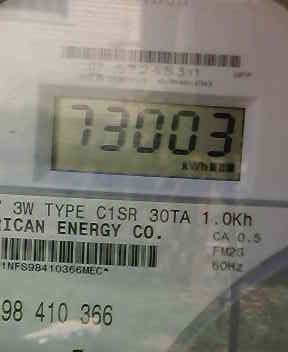 73003
kWh
3W TYPE C1SR 30TA 1.0Kh
RICAN ENERGY CO.
CA 0.5
FM2S
60Hz
1NFS98410366MEC*
98 410 366